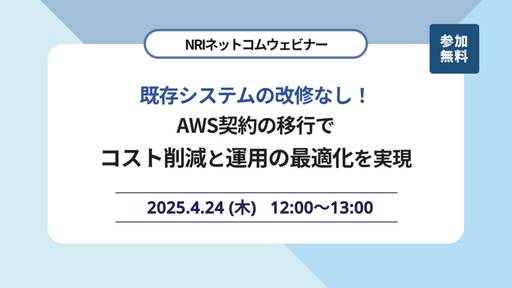 NRIネットコムウェビナー
参加
無料
既存システムの改修なし！
AWS契約の移行で
コスト削減と運用の最適化を実現
2025.4.24 (木) 12:00〜13:00